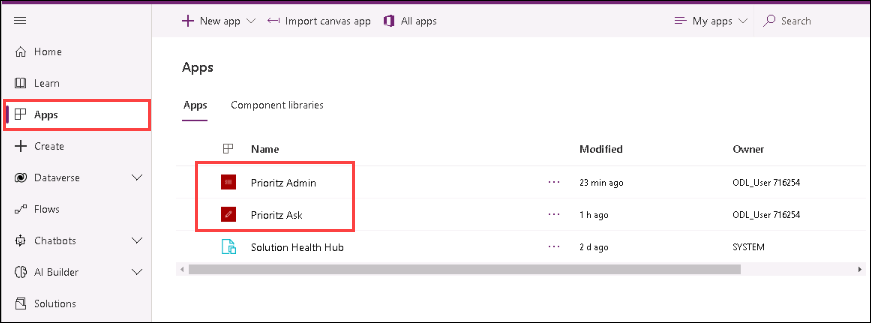 New app
Import canvas app
All apps
My apps
Search
Home
Learn
Apps
Create
Dataverse
Flows
Chatbots
AI Builder
Solutions
Apps
Apps
Component libraries
Name
Modified
Owner
Prioritz Admin
···
23 min ago
ODL_User 716254
Prioritz Ask
···
1 h ago
ODL_User 716254
Solution Health Hub
···
2 d ago
SYSTEM